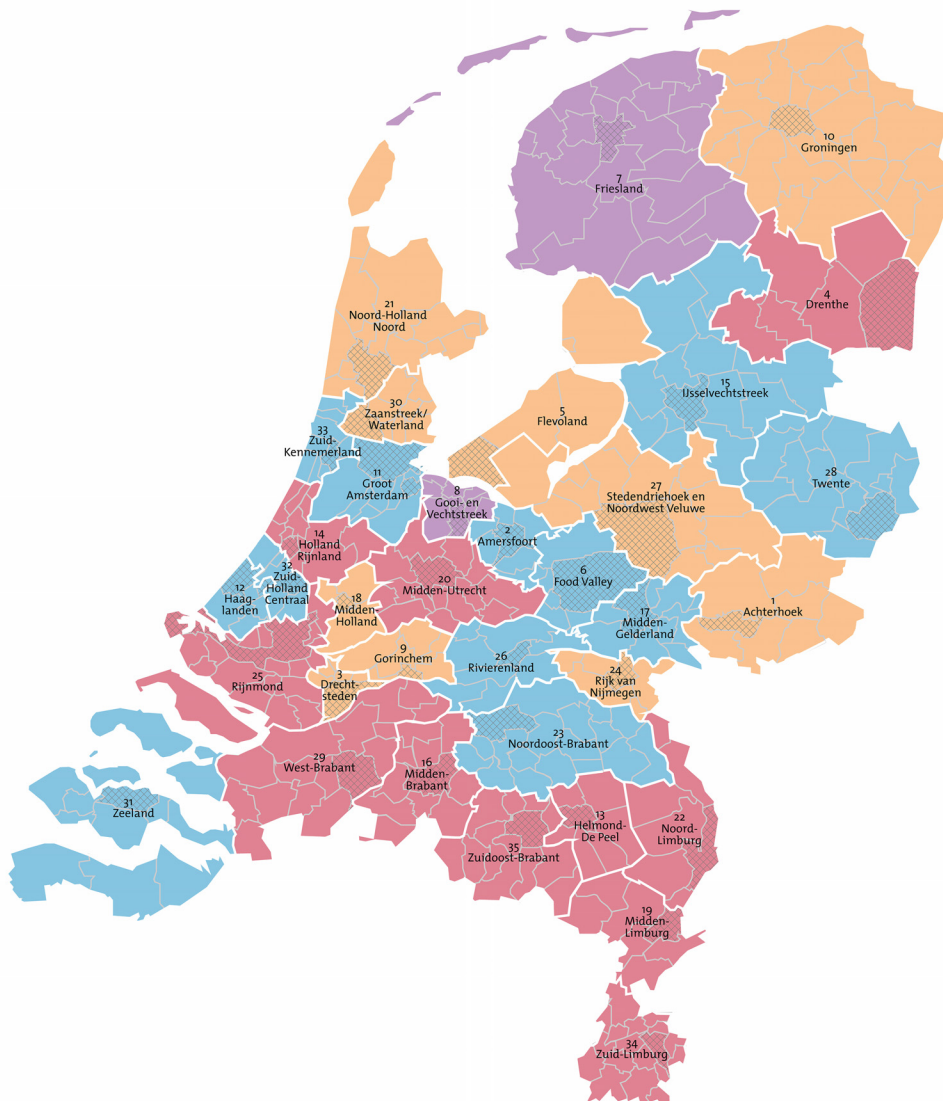 10
Groningen
7
Friesland
4
Drenthe
21
Noord-Holland
Noord
15
IJsselvechtstreek
30
Zaanstreek/
Waterland
5
Flevoland
33
Zuid-
Kennemerland
11
Groot
Amsterdam
8
Gooi- en
Vechtstreek
27
Stedendriehoek en
Noordwest Veluwe
28
Twente
2
Amersfoort
14
Holland
Rijnland
32
Zuid-
Holland
Centraal
12
Haag-
landen
20
Midden-Utrecht
6
Food Valley
18
Midden-
Holland
17
Midden-
Gelderland
1
Achterhoek
9
Gorinchem
26
Rivierenland
24
Rijk van
Nijmegen
3
Drecht-
steden
25
Rijnmond
23
Noordoost-Brabant
29
West-Brabant
16
Midden-
Brabant
31
Zeeland
13
Helmond-
De Peel
22
Noord-
Limburg
35
Zuidoost-Brabant
19
Midden-
Limburg
34
Zuid-Limburg